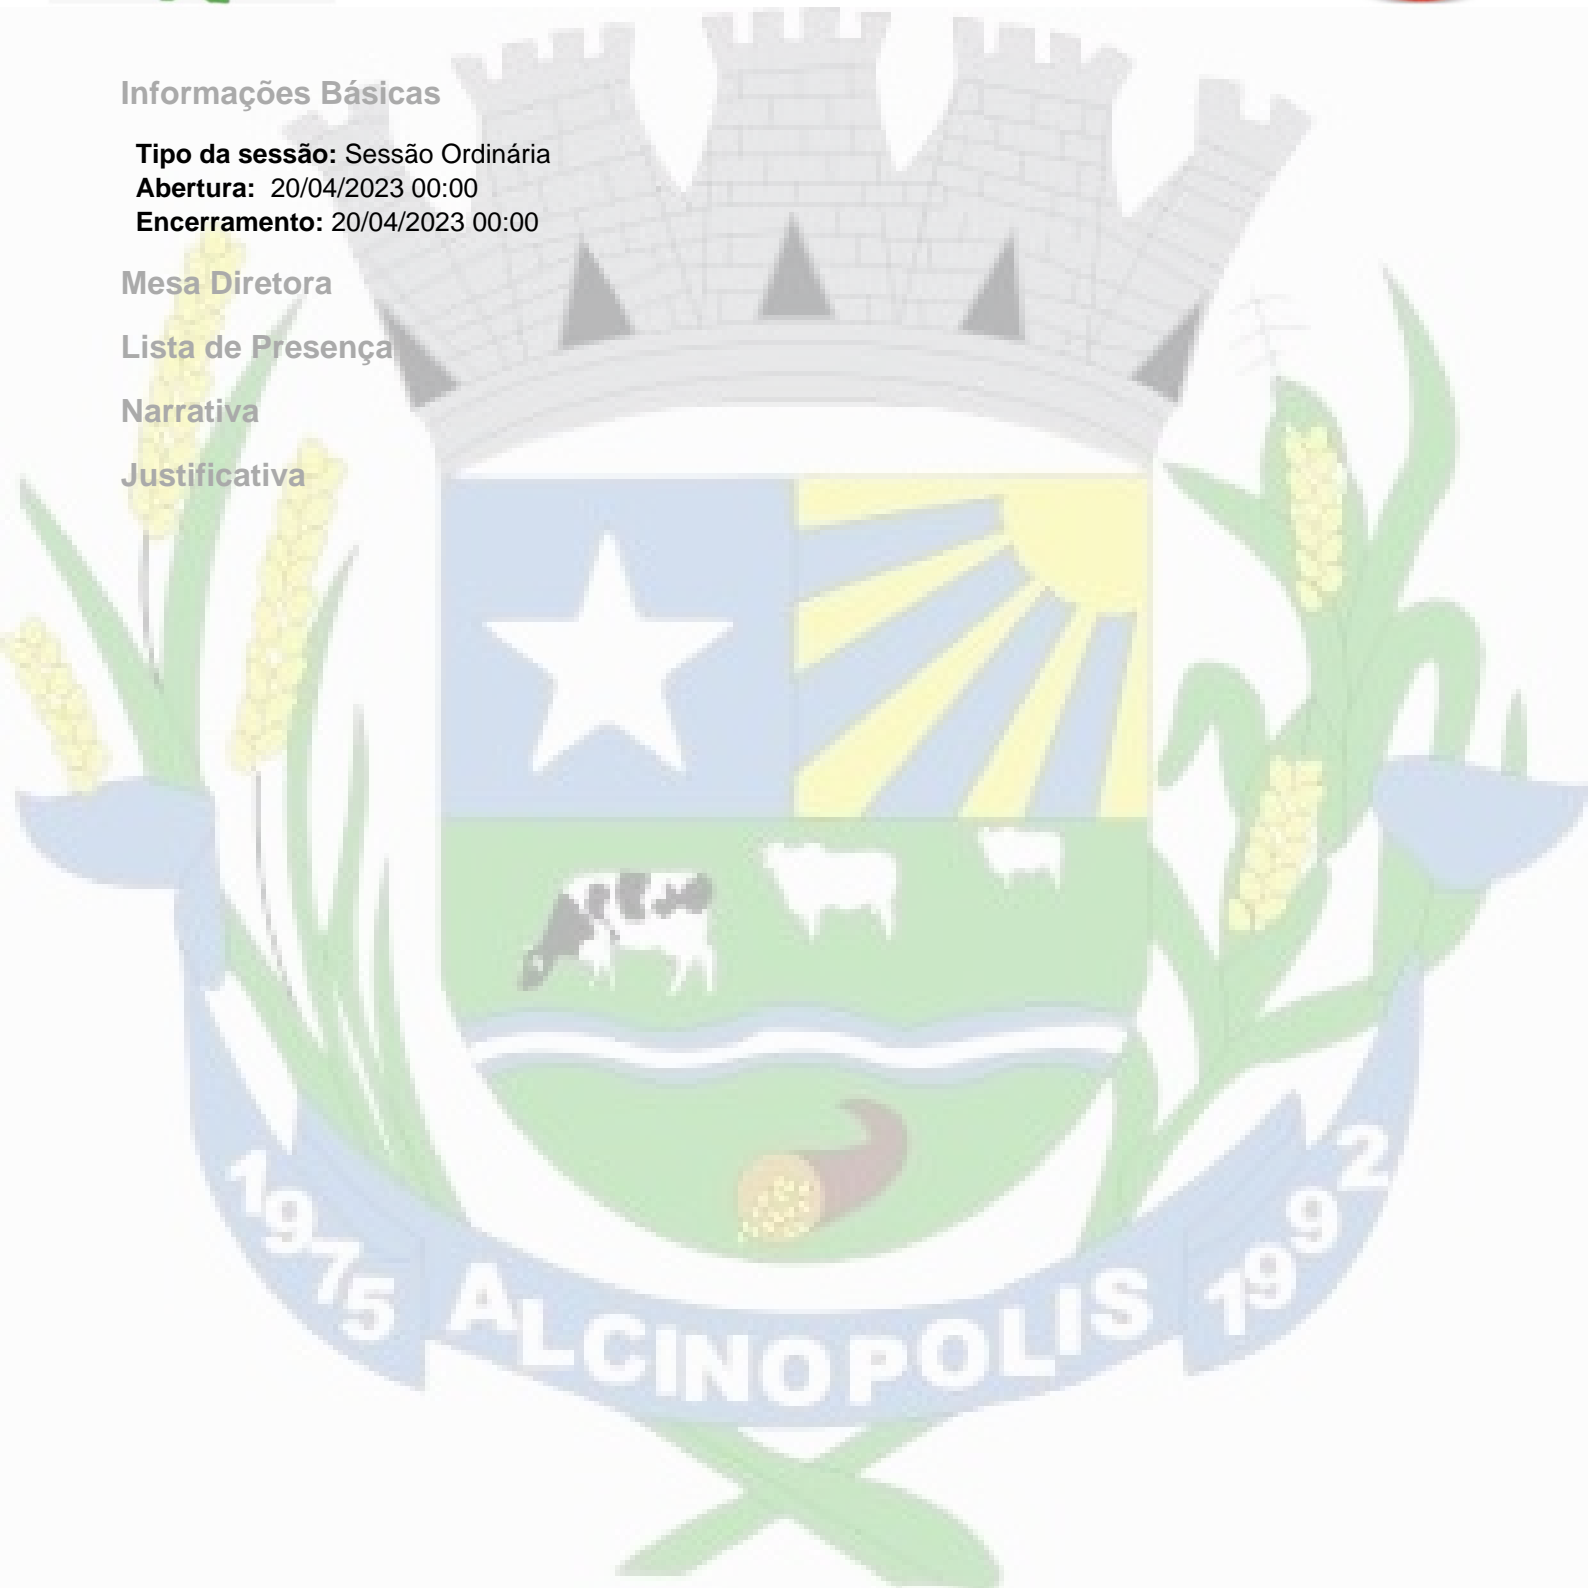 Informações Básicas
Tipo da sessão: Sessão Ordinária
Abertura: 20/04/2023 00:00
Encerramento: 20/04/2023 00:00
Mesa Diretora
Lista de Presença
Narrativa
Justificativa
1975 ALCINOPOLIS 1992